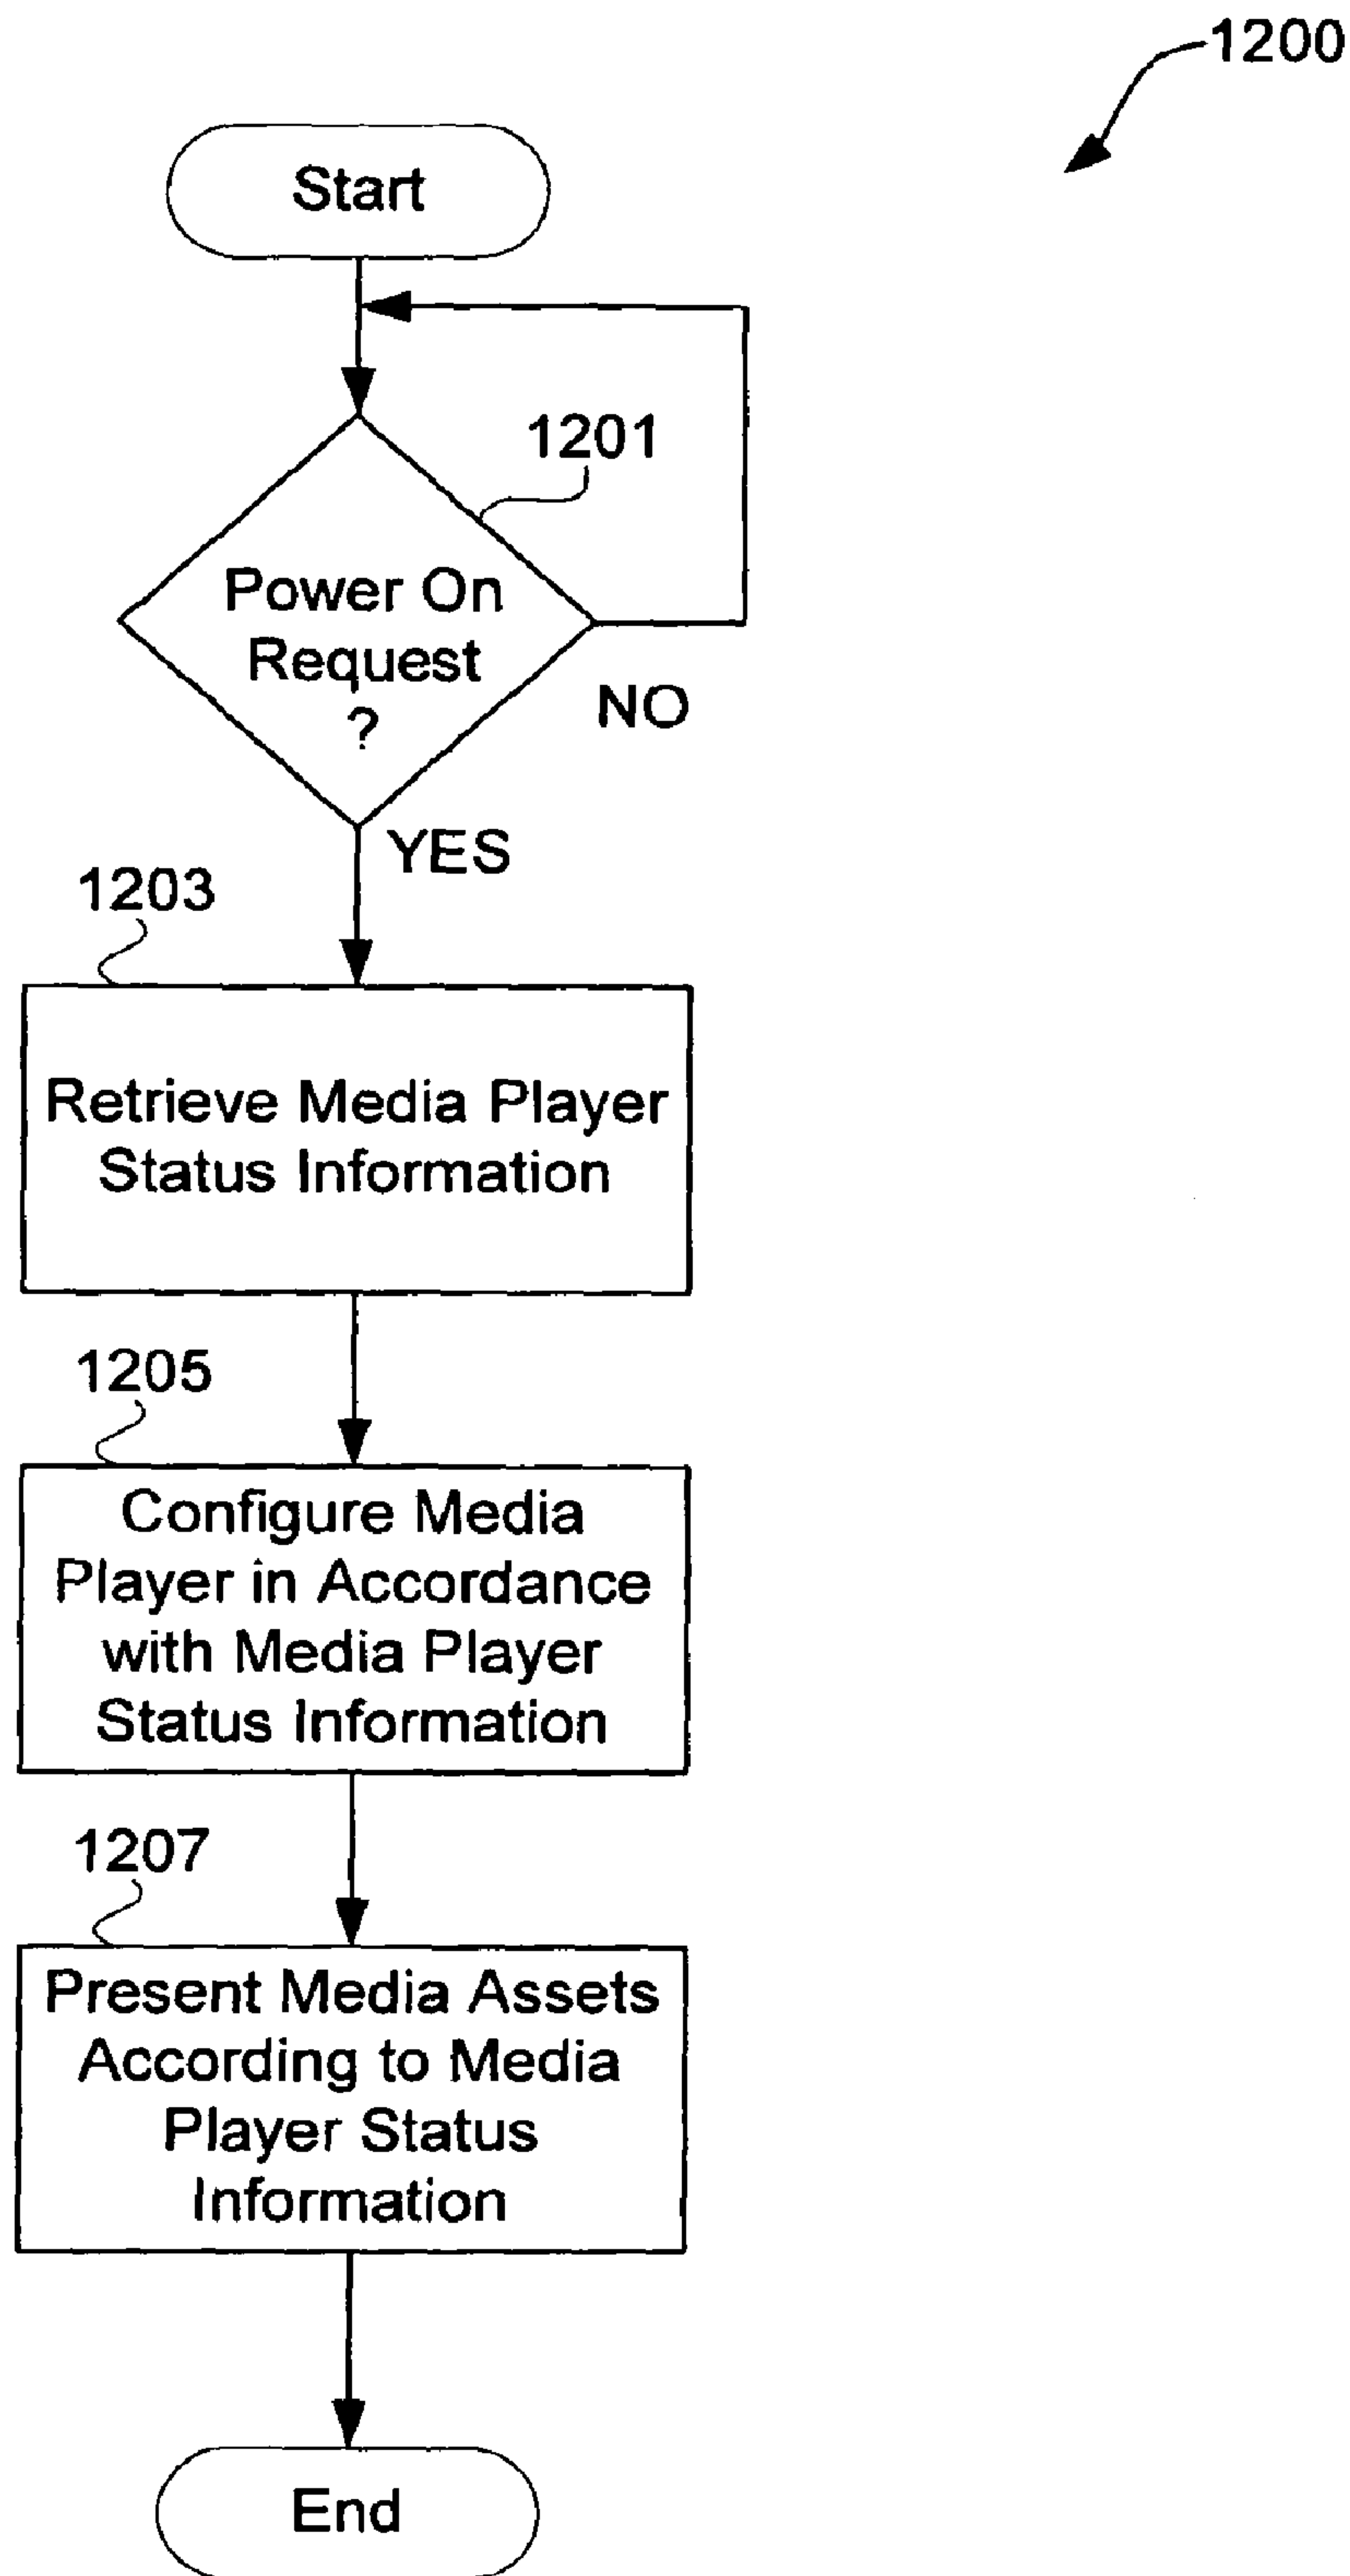 1200
Start
1201
Power On
Request
?
NO
YES
1203
Retrieve Media Player
Status Information
1205
Configure Media
Player in Accordance
with Media Player
Status Information
1207
Present Media Assets
According to Media
Player Status
Information
End